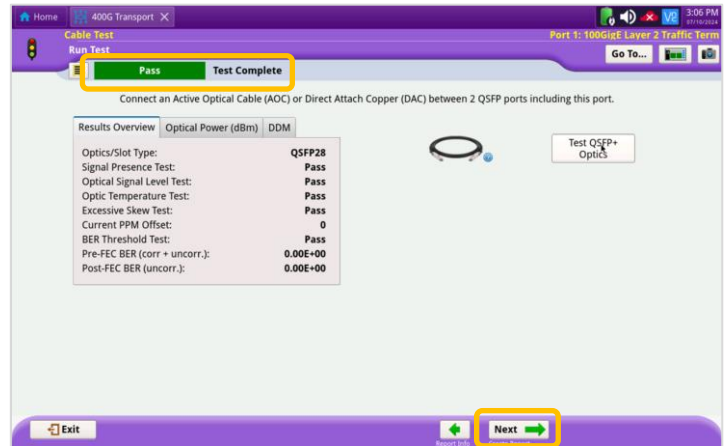 Home 400G Transport X 3:06 PM
07/10/2024
Cable Test Port 1: 100GigE Layer 2 Traffic Term
Run Test Go To...
Pass Test Complete
Connect an Active Optical Cable (AOC) or Direct Attach Copper (DAC) between 2 QSFP ports including this port.
Results Overview Optical Power (dBm) DDM
Test QSFP+
Optics
Optics/Slot Type: QSFP28
Signal Presence Test: Pass
Optical Signal Level Test: Pass
Optic Temperature Test: Pass
Excessive Skew Test: Pass
Current PPM Offset: 0
BER Threshold Test: Pass
Pre-FEC BER (corr + uncorr.): 0.00E+00
Post-FEC BER (uncorr.): 0.00E+00
Exit Next
Report Info